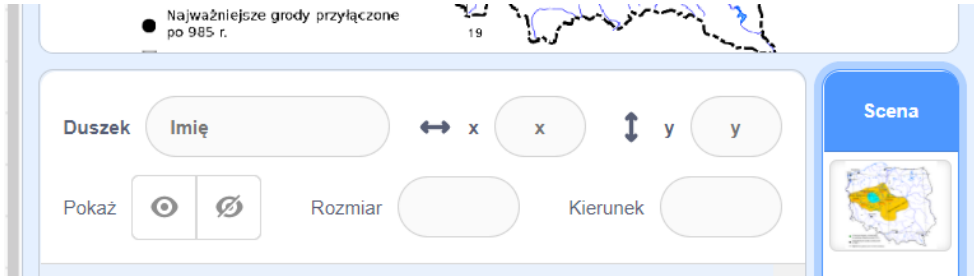 Najważniejsze grody przyłączone
po 985 r.
19
Duszek Imię x x y y
Scena
Pokaż Rozmiar Kierunek